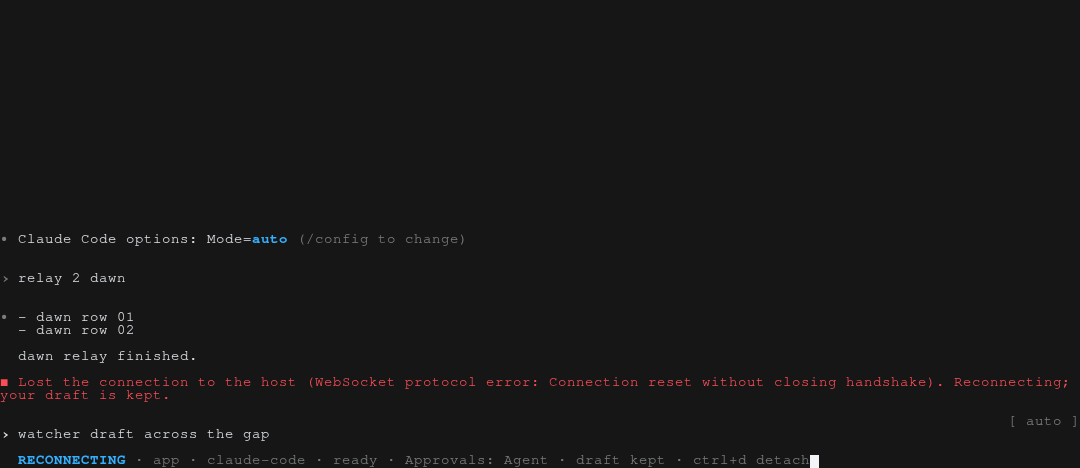 • Claude Code options: Mode=auto (/config to change)
› relay 2 dawn
• - dawn row 01
- dawn row 02
dawn relay finished.
■ Lost the connection to the host (WebSocket protocol error: Connection reset without closing handshake). Reconnecting;
your draft is kept.
[ auto ]
› watcher draft across the gap
RECONNECTING · app · claude-code · ready · Approvals: Agent · draft kept · ctrl+d detach